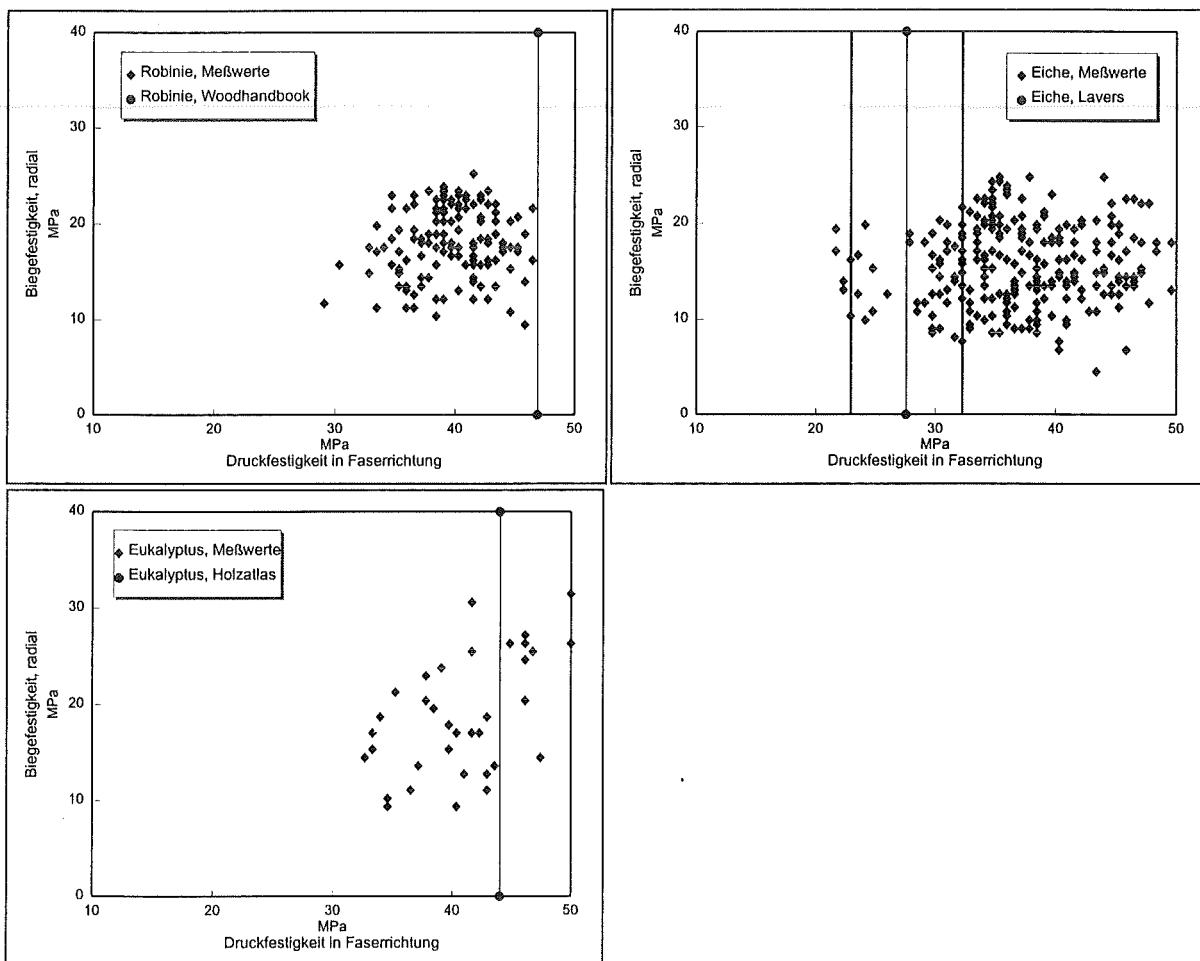 40
30
20
10
0
Biegefestigkeit, radial
MPa
Robinie, Meßwerte
Robinie, Woodhandbook
10
20
30
40
50
MPa
Druckfestigkeit in Faserrichtung
40
30
20
10
0
Biegefestigkeit, radial
MPa
Eiche, Meßwerte
Eiche, Lavers
10
20
30
40
50
MPa
Druckfestigkeit in Faserrichtung
40
30
20
10
0
Biegefestigkeit, radial
MPa
Eukalyptus, Meßwerte
Eukalyptus, Holzatlas
10
20
30
40
50
MPa
Druckfestigkeit in Faserrichtung